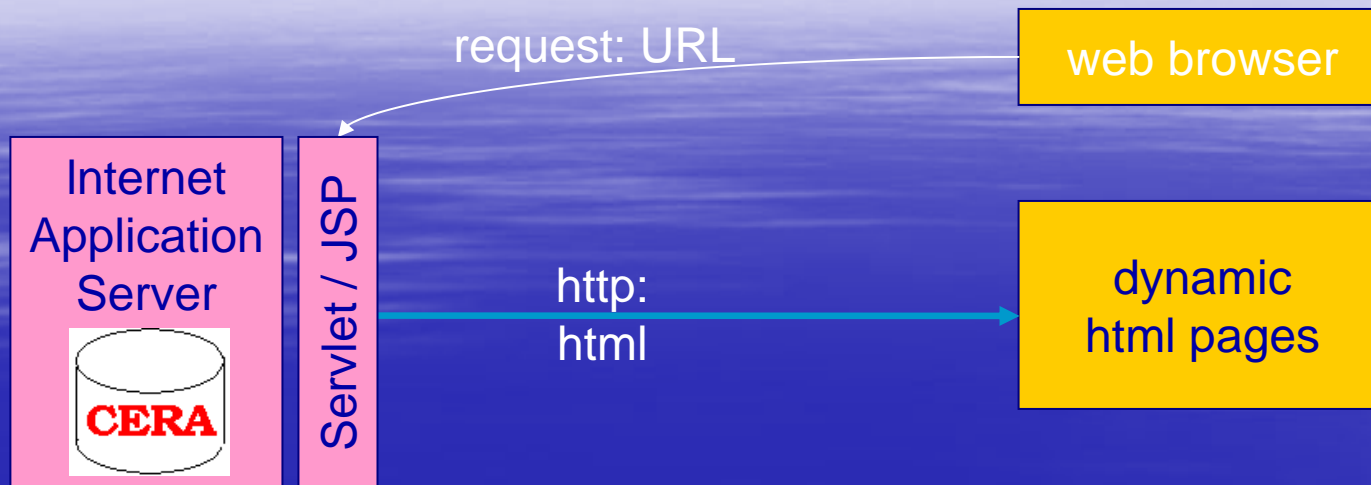 request: URL
web browser
Internet
Application
Server
CERA
Servlet / JSP
http:
html
dynamic
html pages